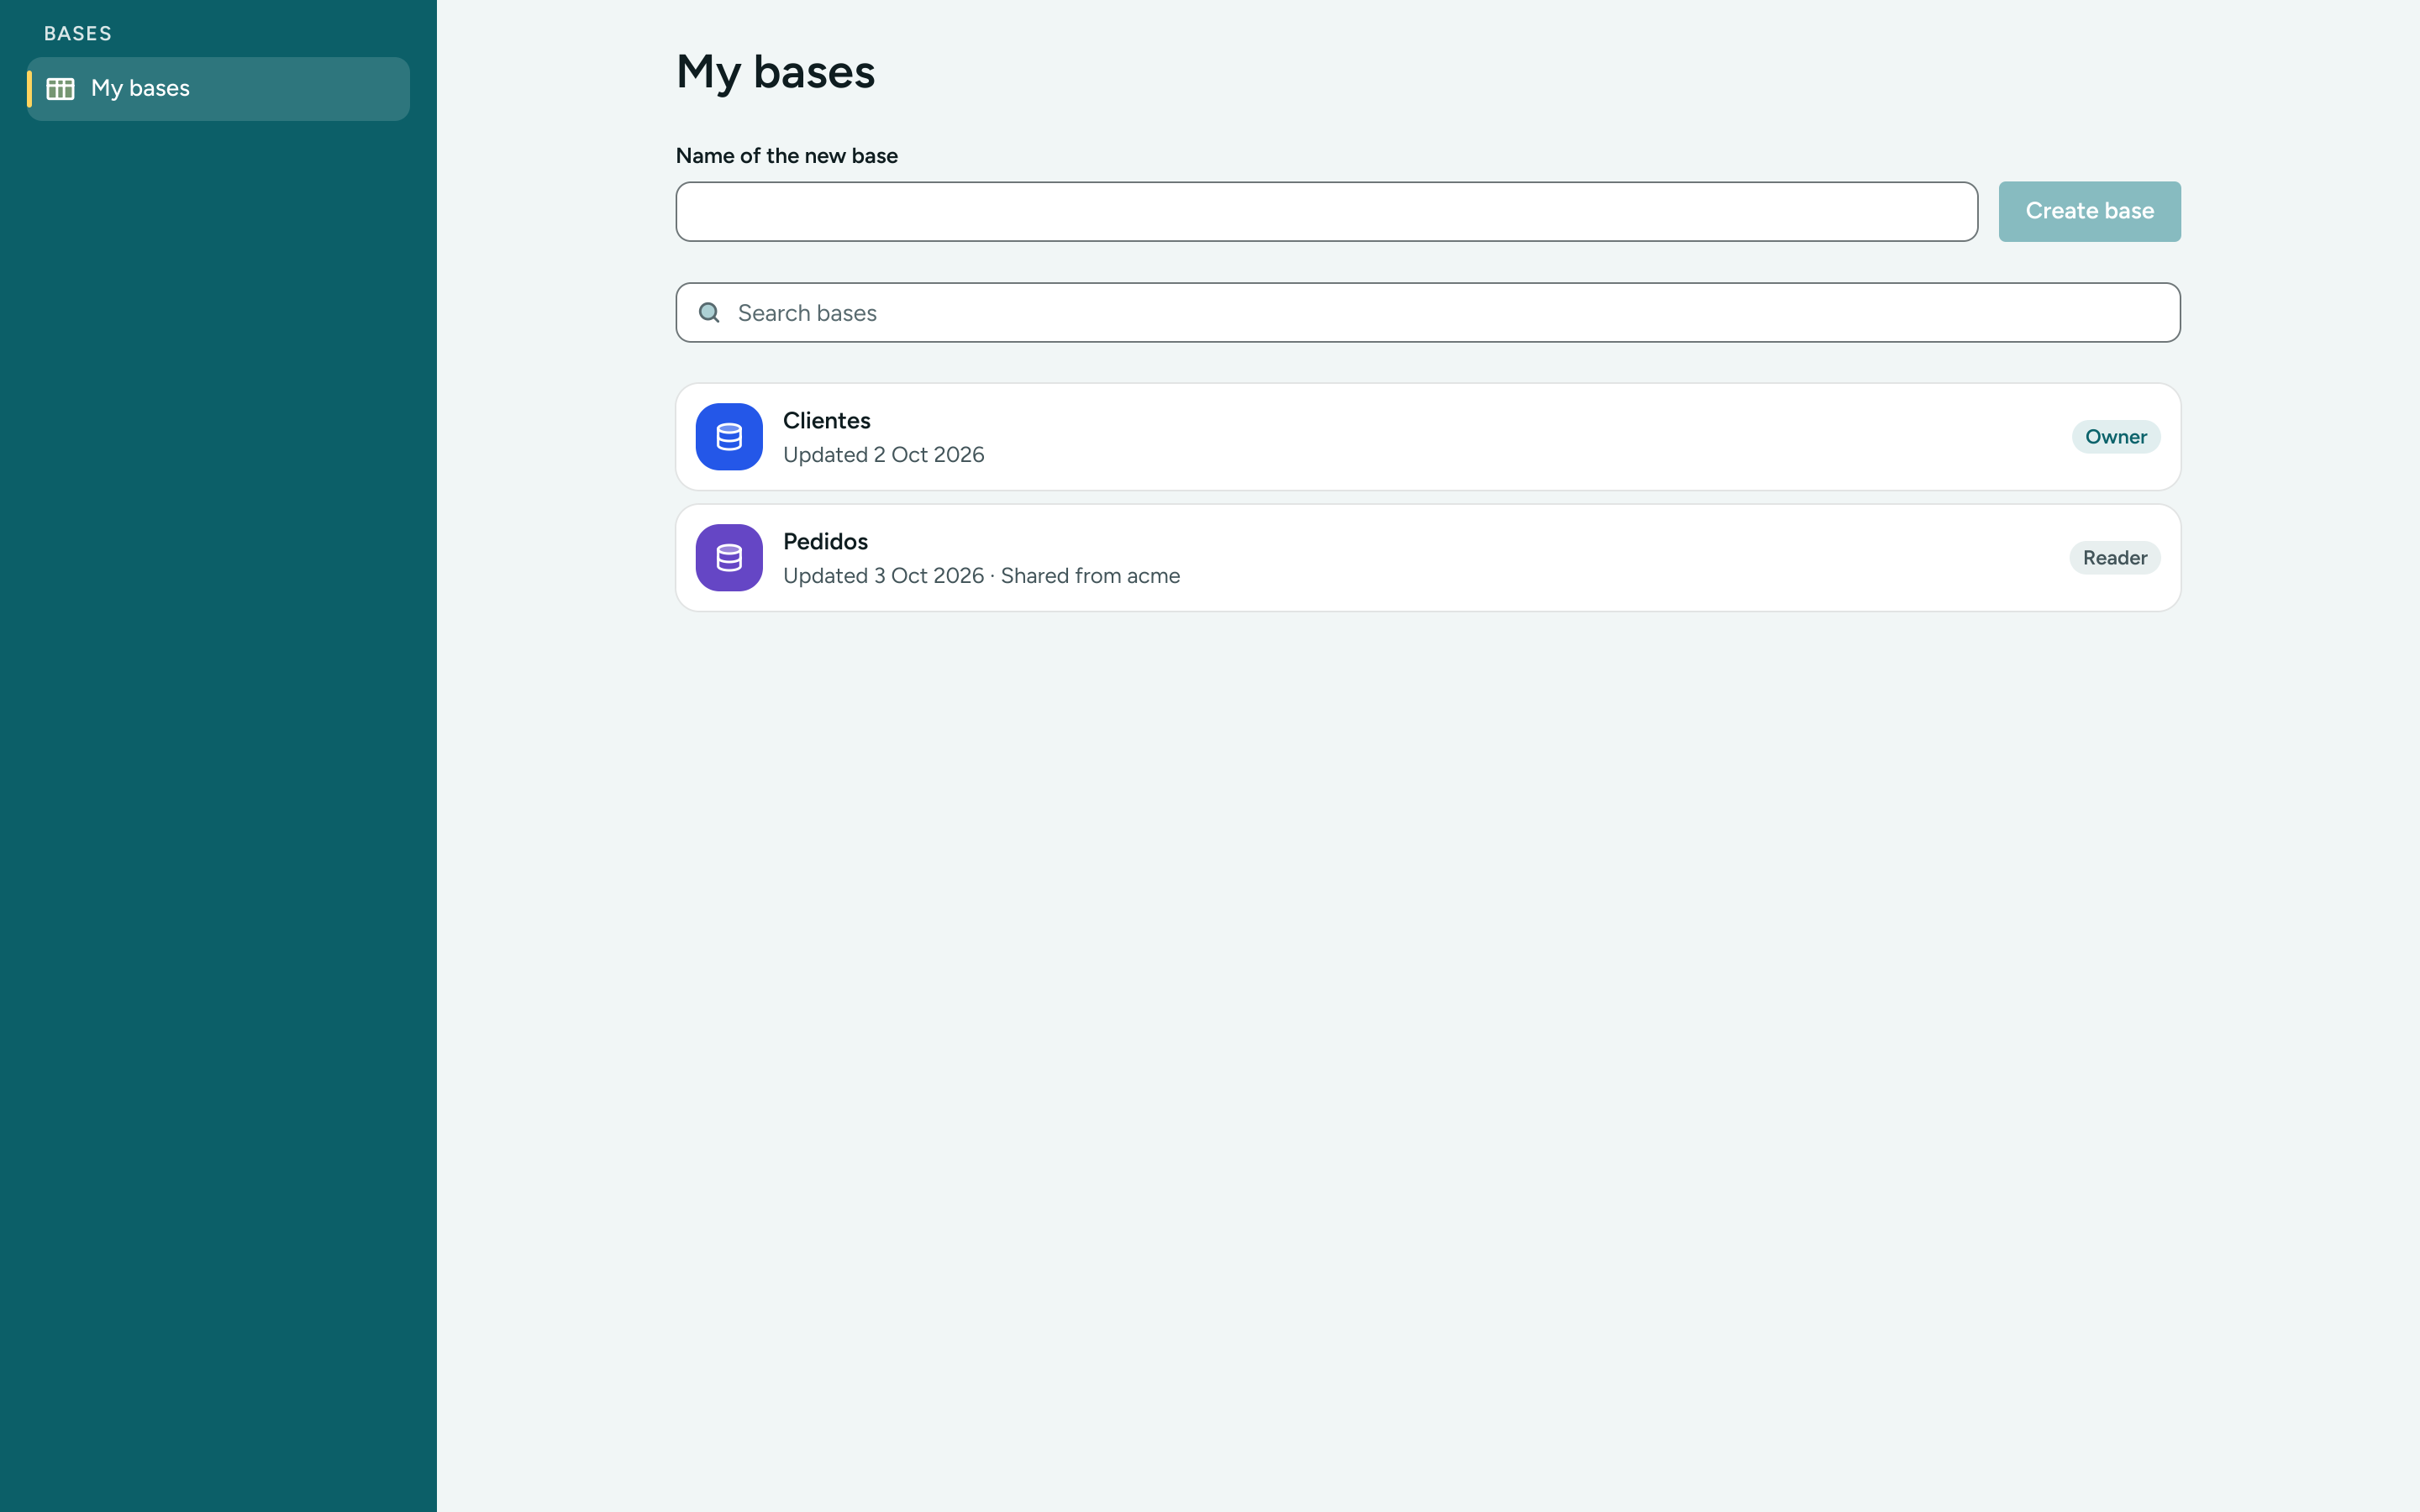 BASES
My bases
My bases
Name of the new base
Create base
Search bases
Clientes
Updated 2 Oct 2026
Owner
Pedidos
Updated 3 Oct 2026 · Shared from acme
Reader